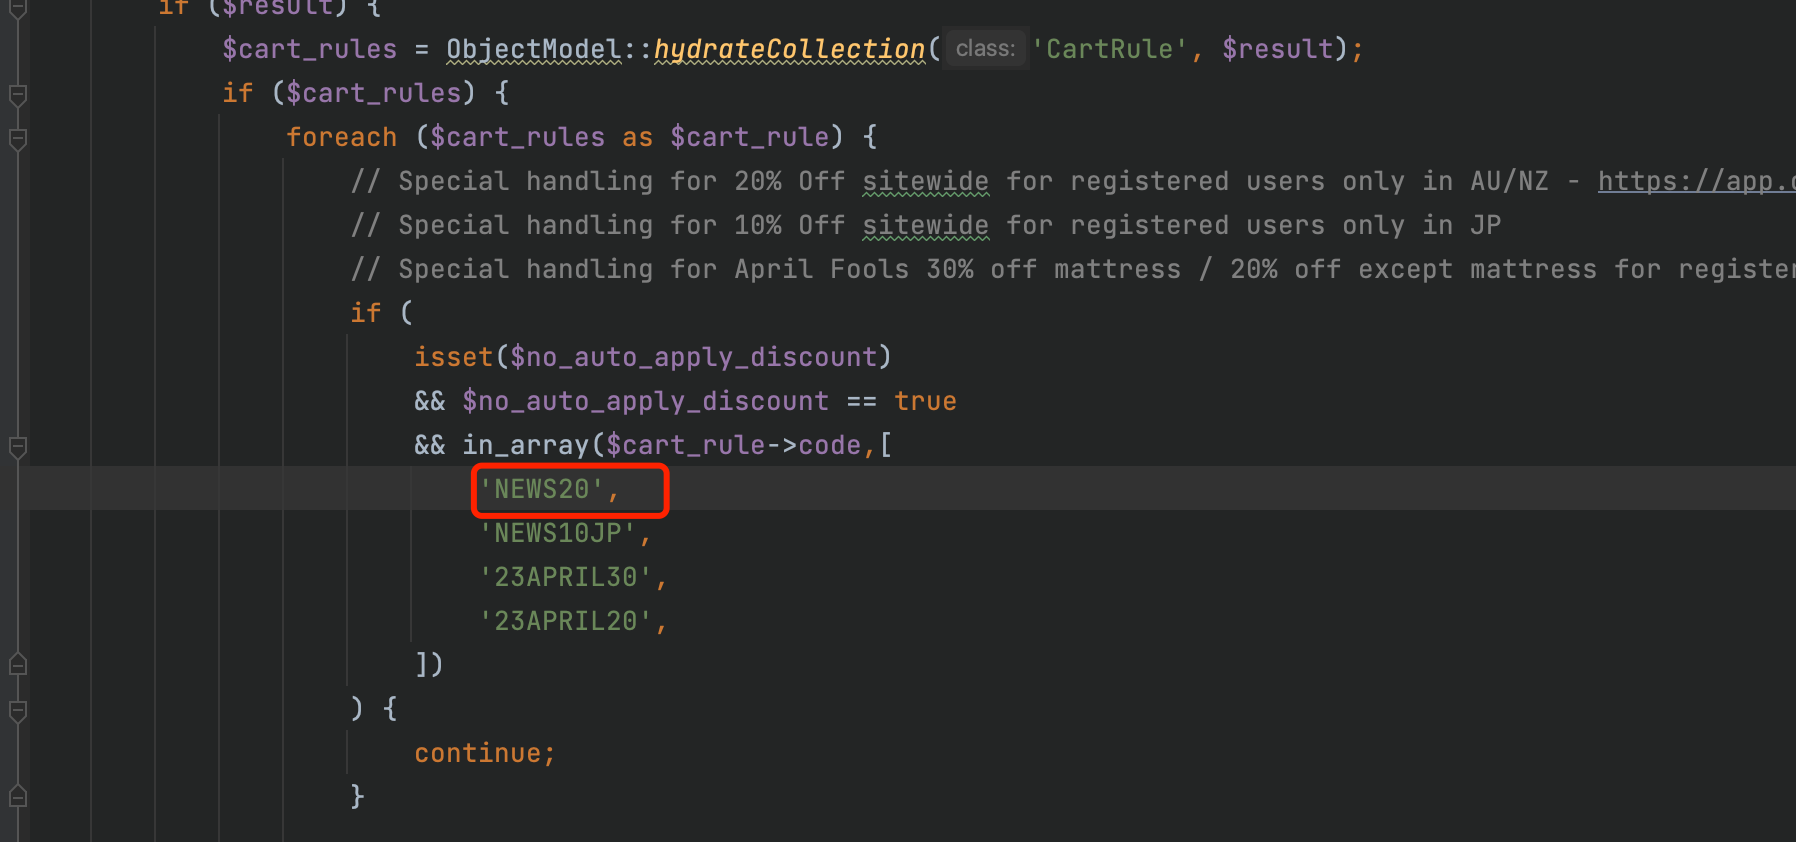 if ($result) {
$cart_rules = ObjectModel::hydrateCollection( class: 'CartRule', $result);
if ($cart_rules) {
foreach ($cart_rules as $cart_rule) {
// Special handling for 20% Off sitewide for registered users only in AU/NZ - https://app.
// Special handling for 10% Off sitewide for registered users only in JP
// Special handling for April Fools 30% off mattress / 20% off except mattress for register
if (
isset($no_auto_apply_discount)
&& $no_auto_apply_discount == true
&& in_array($cart_rule->code,[
'NEWS20',
'NEWS10JP',
'23APRIL30',
'23APRIL20',
])
) {
continue;
}